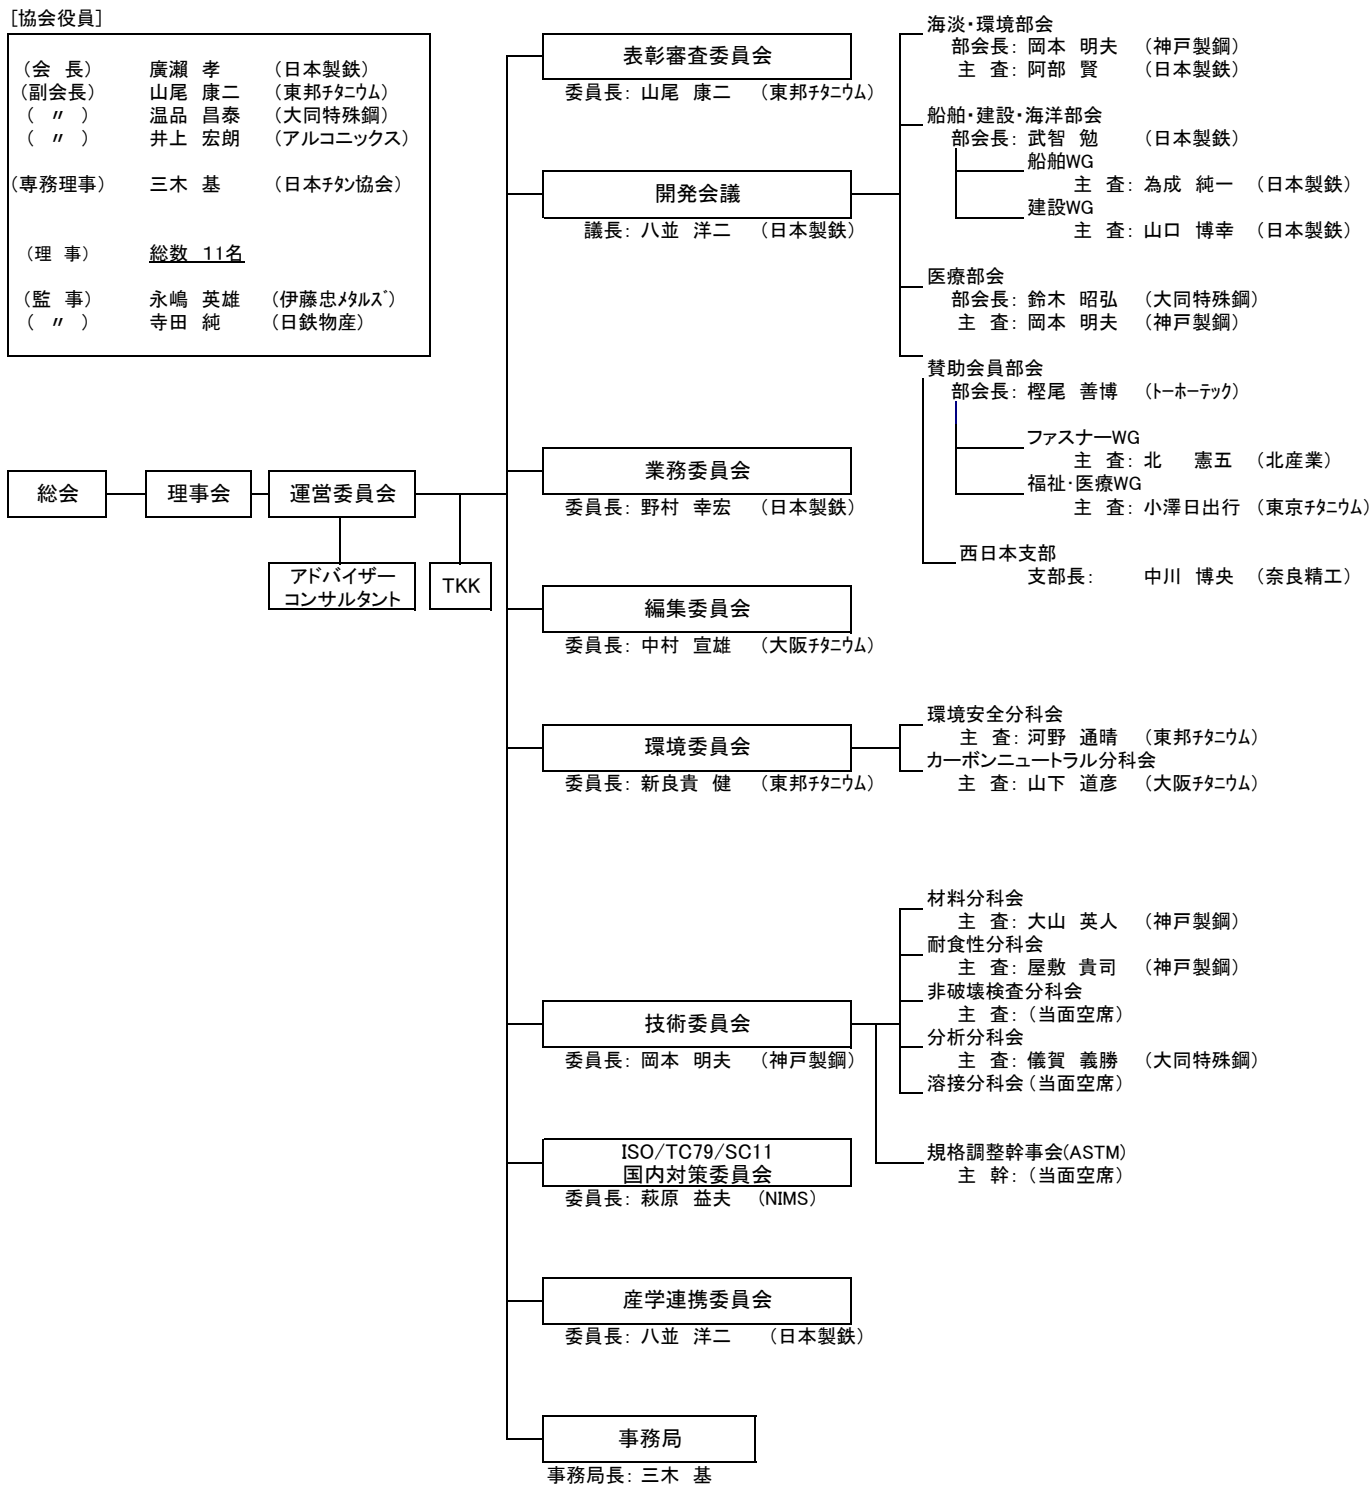 [協会役員]
(会 長) 廣瀬 孝 (日本製鉄)
(副会長) 山尾 康二 (東邦ﾁﾀﾆｳﾑ)
( 〃 ) 温品 昌泰 (大同特殊鋼)
( 〃 ) 井上 宏朗 (アルコニックス)
(専務理事) 三木 基 (日本ﾁﾀﾝ協会)
(理 事) 総数 11名
(監 事) 永嶋 英雄 (伊藤忠ﾒﾀﾙｽﾞ)
( 〃 ) 寺田 純 (日鉄物産)
総会
理事会
運営委員会
アドバイザー
コンサルタント
TKK
表彰審査委員会
委員長: 山尾 康二 (東邦ﾁﾀﾆｳﾑ)
開発会議
議長: 八並 洋二 (日本製鉄)
海淡・環境部会
部会長: 岡本 明夫 (神戸製鋼)
主 査: 阿部 賢 (日本製鉄)
船舶・建設・海洋部会
部会長: 武智 勉 (日本製鉄)
船舶WG
主 査: 為成 純一 (日本製鉄)
建設WG
主 査: 山口 博幸 (日本製鉄)
医療部会
部会長: 鈴木 昭弘 (大同特殊鋼)
主 査: 岡本 明夫 (神戸製鋼)
賛助会員部会
部会長: 樫尾 善博 (ﾄｰﾎｰﾃｯｸ)
ファスナーWG
主 査: 北 憲五 (北産業)
福祉・医療WG
主 査: 小澤日出行 (東京ﾁﾀﾆｳﾑ)
西日本支部
支部長: 中川 博央 (奈良精工)
業務委員会
委員長: 野村 幸宏 (日本製鉄)
編集委員会
委員長: 中村 宣雄 (大阪ﾁﾀﾆｳﾑ)
環境委員会
委員長: 新良貴 健 (東邦ﾁﾀﾆｳﾑ)
環境安全分科会
主 査: 河野 通晴 (東邦ﾁﾀﾆｳﾑ)
カーボンニュートラル分科会
主 査: 山下 道彦 (大阪ﾁﾀﾆｳﾑ)
技術委員会
委員長: 岡本 明夫 (神戸製鋼)
材料分科会
主 査: 大山 英人 (神戸製鋼)
耐食性分科会
主 査: 屋敷 貴司 (神戸製鋼)
非破壊検査分科会
主 査: (当面空席)
分析分科会
主 査: 儀賀 義勝 (大同特殊鋼)
溶接分科会(当面空席)
規格調整幹事会(ASTM)
主 幹: (当面空席)
ISO/TC79/SC11
国内対策委員会
委員長: 萩原 益夫 (NIMS)
産学連携委員会
委員長: 八並 洋二 (日本製鉄)
事務局
事務局長: 三木 基